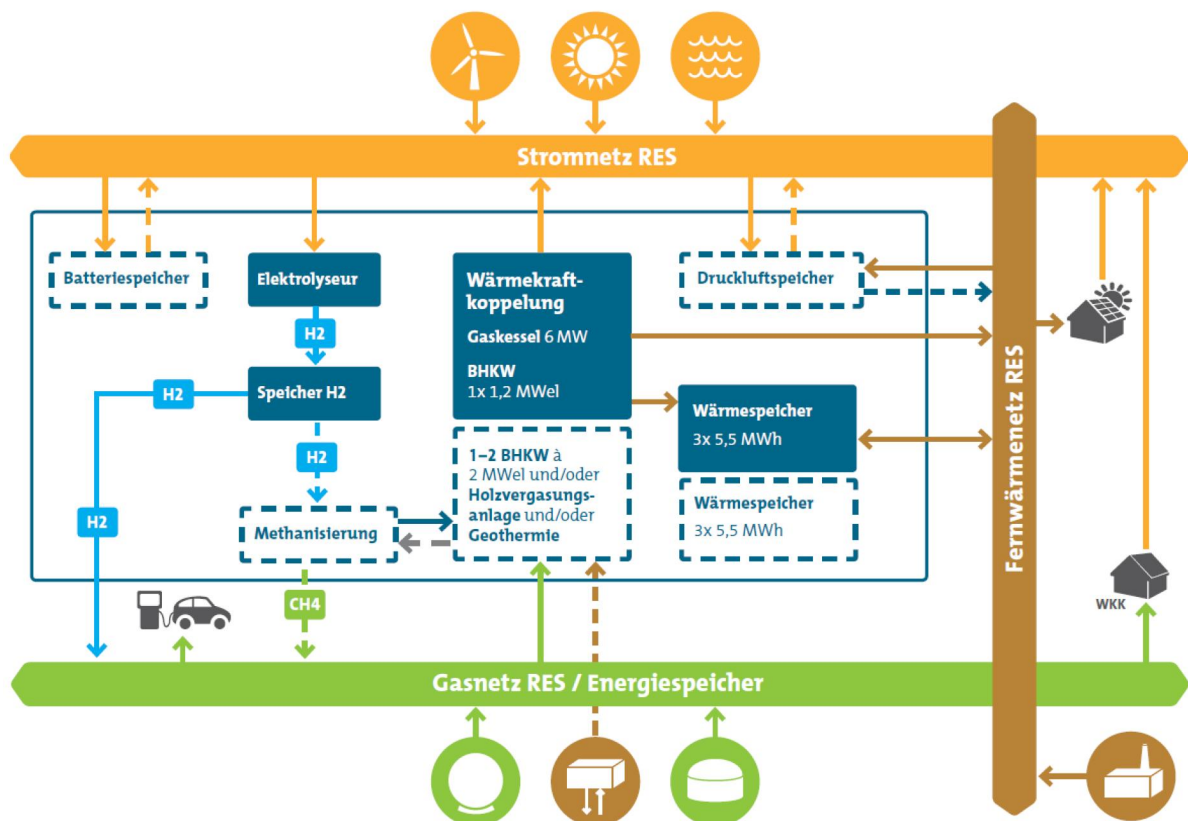 Stromnetz RES
Batteriespeicher
Elektrolyseur
H2
Speicher H2
H2
H2
H2
Methanisierung
CH4
Wärmekraft-
koppelung
Gaskessel 6 MW
BHKW
1x 1,2 MWel
1–2 BHKW à
2 MWel und/oder
Holzvergasungs-
anlage und/oder
Geothermie
Druckluftspeicher
Wärmespeicher
3x 5,5 MWh
Wärmespeicher
3x 5,5 MWh
Fernwärmenetz RES
WKK
Gasnetz RES / Energiespeicher